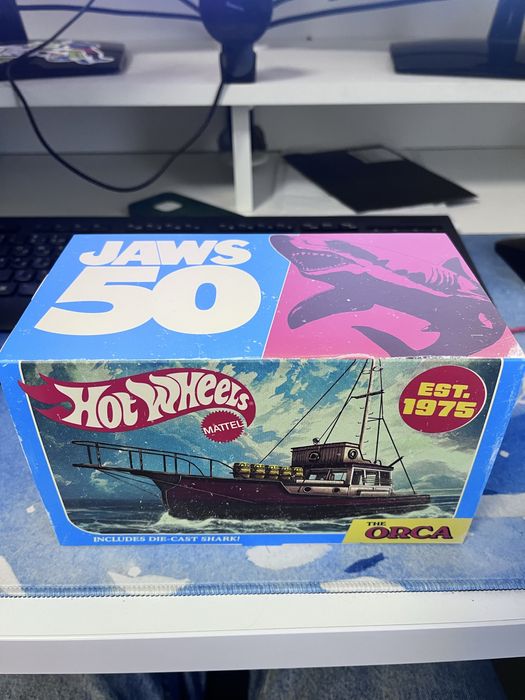 JAWS
50
Hot Wheels
MATTEL
EST.
1975
THE
ORCA
INCLUDES DIE-CAST SHARK!